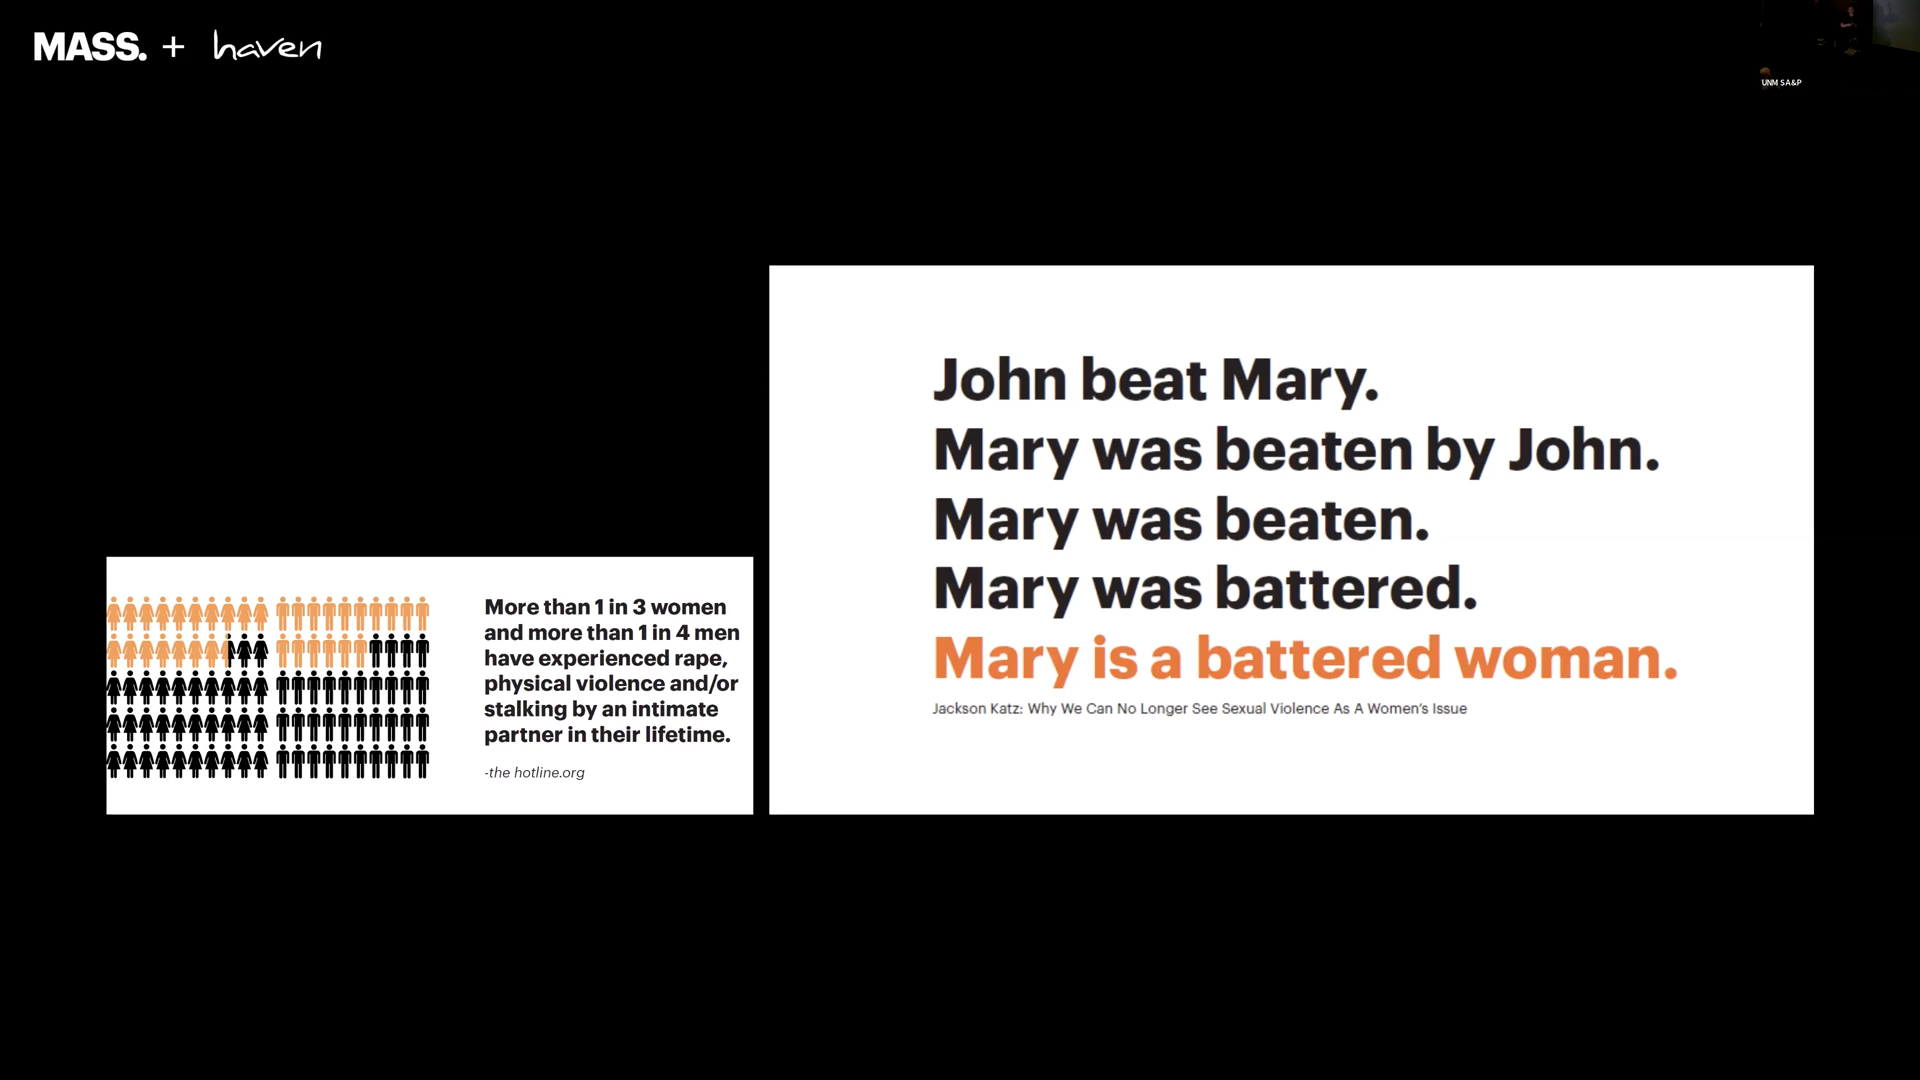 MASS. + haven
UNM SA&P
John beat Mary.
Mary was beaten by John.
Mary was beaten.
Mary was battered.
Mary is a battered woman.
Jackson Katz: Why We Can No Longer See Sexual Violence As A Women's Issue
More than 1 in 3 women
and more than 1 in 4 men
have experienced rape,
physical violence and/or
stalking by an intimate
partner in their lifetime.
-the hotline.org